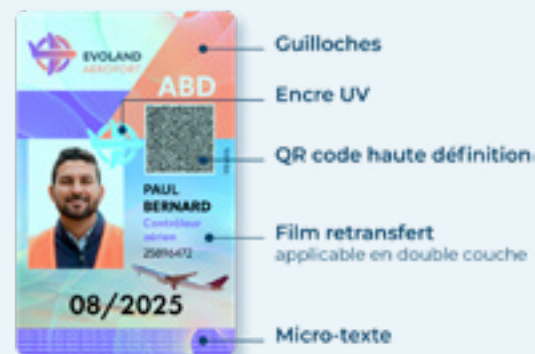 EVOLAND
AEROPORT
ABD
PAUL
BERNARD
Contrôleur
aérien
25896472
08/2025
Guilloches
Encre UV
QR code haute définition
Film retransfert
applicable en double couche
Micro-texte